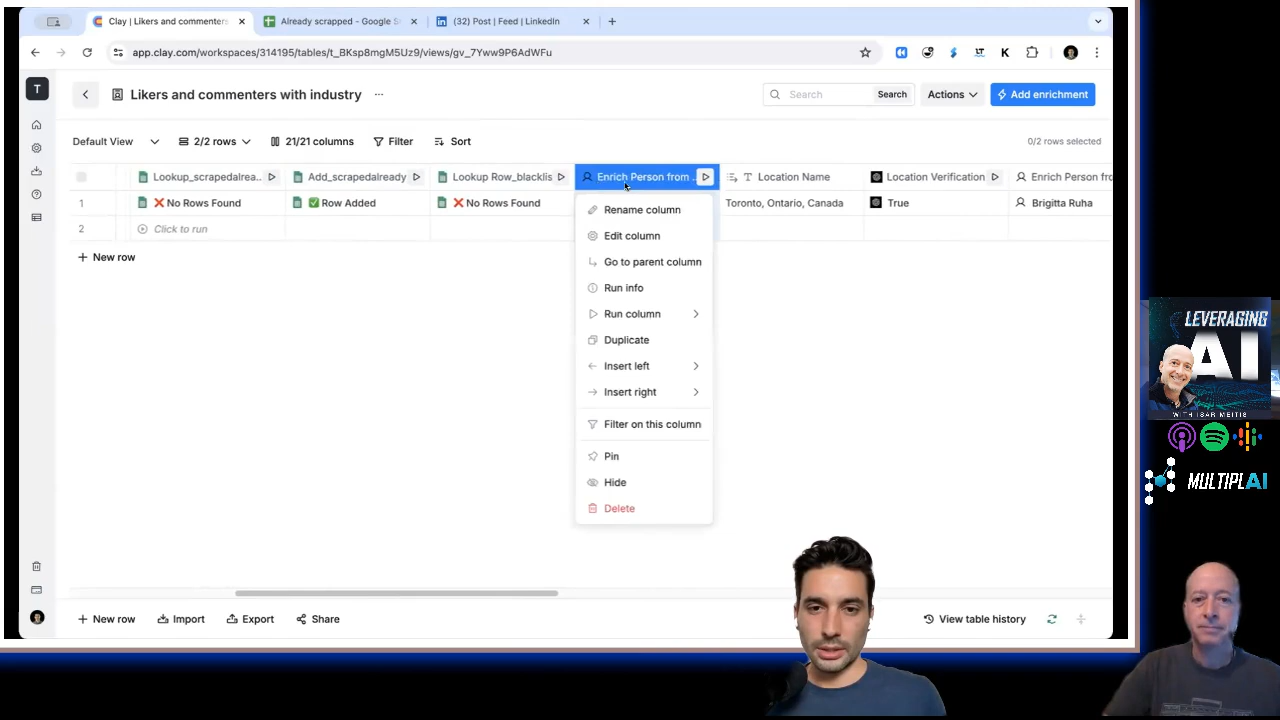 Clay | Likers and commenters
Already scrapped - Google S
(32) Post | Feed | LinkedIn
app.clay.com/workspaces/314195/tables/t_BKsp8mgM5Uz9/views/gv_7Yww9P6AdWFu
K
T
Likers and commenters with industry
Search
Search
Actions
Add enrichment
Default View
2/2 rows
21/21 columns
Filter
Sort
0/2 rows selected
Lookup_scrapedalrea...
Add_scrapedalready
Lookup Row_blacklis
Enrich Person from ..
Location Name
Location Verification
Enrich Person fro
1
No Rows Found
Row Added
No Rows Found
Toronto, Ontario, Canada
True
Brigitta Ruha
2
Click to run
New row
Rename column
Edit column
Go to parent column
Run info
Run column
Duplicate
Insert left
Insert right
Filter on this column
Pin
Hide
Delete
New row
Import
Export
Share
View table history
LEVERAGING
AI
WITH ISAR MEITIS
MULTIPLAI